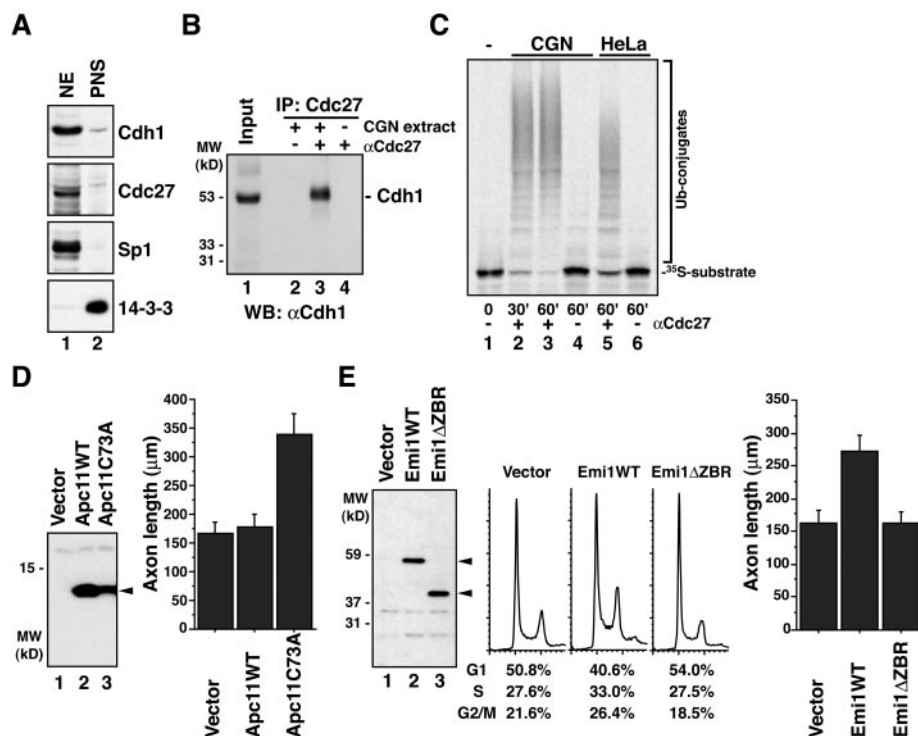 A
NE
PNS
Cdh1
Cdc27
Sp1
14-3-3
1 2
B
IP: Cdc27
Input
+ + - CGN extract
- + + αCdc27
MW
(kD)
53 -
33 -
31 -
- Cdh1
1 2 3 4
WB: αCdh1
C
- CGN HeLa
Ub-conjugates
-³⁵S-substrate
0 30' 60' 60' 60' 60'
- + + - + - αCdc27
1 2 3 4 5 6
D
Vector
Apc11WT
Apc11C73A
15 -
MW
(kD)
1 2 3
Axon length (μm)
400
350
300
250
200
150
100
50
0
Vector
Apc11WT
Apc11C73A
E
Vector
Emi1WT
Emi1ΔZBR
MW
(kD)
59 -
37 -
31 -
1 2 3
Vector Emi1WT Emi1ΔZBR
G1 50.8% 40.6% 54.0%
S 27.6% 33.0% 27.5%
G2/M 21.6% 26.4% 18.5%
Axon length (μm)
350
300
250
200
150
100
50
0
Vector
Emi1WT
Emi1ΔZBR